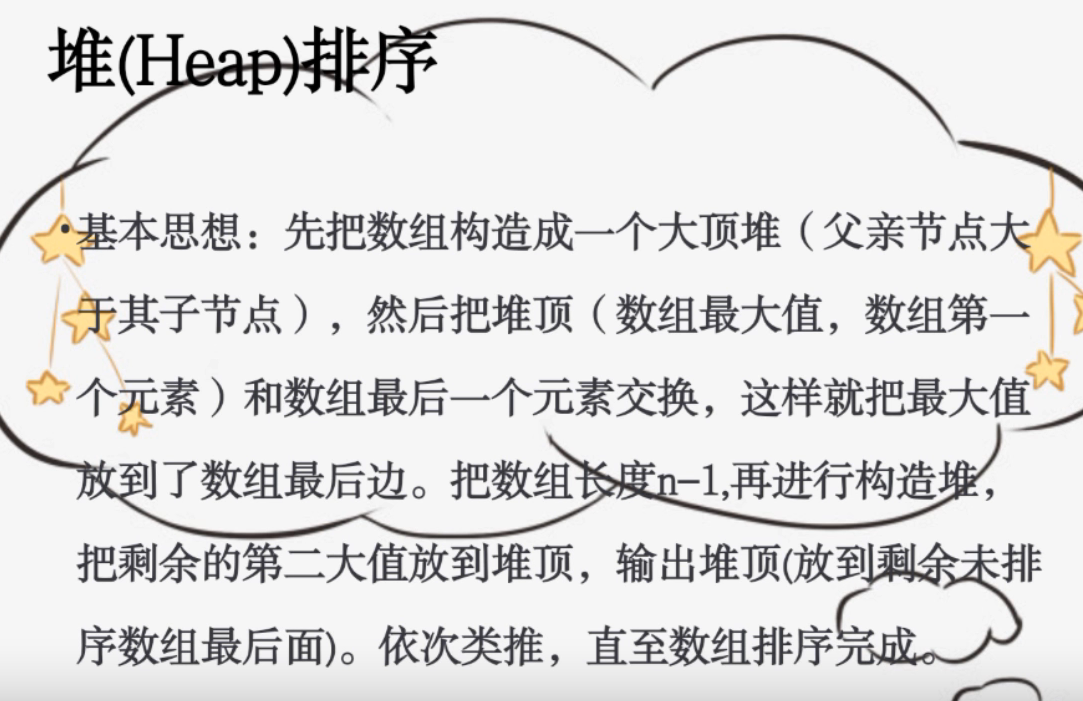 堆(Heap)排序
•基本思想：先把数组构造成一个大顶堆（父亲节点大
于其子节点），然后把堆顶（数组最大值，数组第一
个元素）和数组最后一个元素交换，这样就把最大值
放到了数组最后边。把数组长度n-1,再进行构造堆，
把剩余的第二大值放到堆顶，输出堆顶(放到剩余未排
序数组最后面)。依次类推，直至数组排序完成。